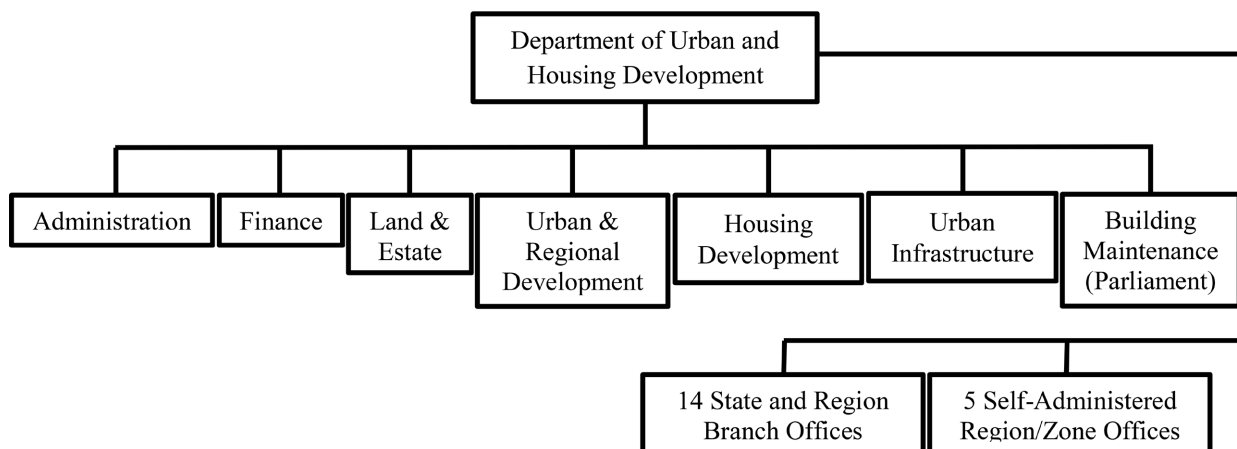 Department of Urban and
Housing Development
Administration
Finance
Land &
Estate
Urban &
Regional
Development
Housing
Development
Urban
Infrastructure
Building
Maintenance
(Parliament)
14 State and Region
Branch Offices
5 Self-Administered
Region/Zone Offices